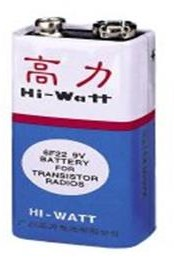 高力
Hi-Watt
6F22 9V
BATTERY
FOR
TRANSISTOR
RADIOS
HI-WATT